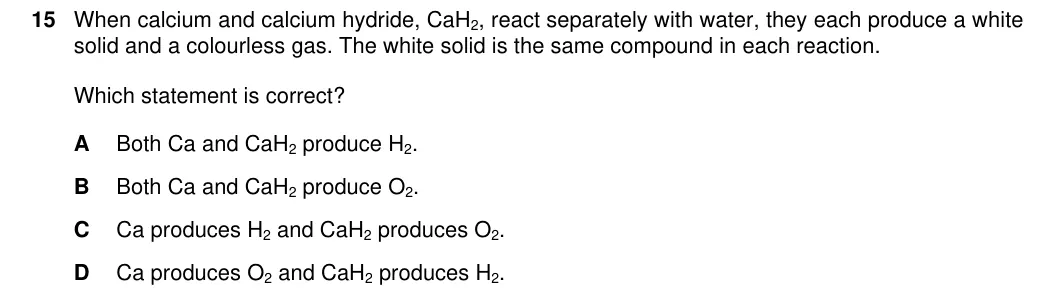 15 When calcium and calcium hydride, CaH₂, react separately with water, they each produce a white
solid and a colourless gas. The white solid is the same compound in each reaction.
Which statement is correct?
A Both Ca and CaH₂ produce H₂.
B Both Ca and CaH₂ produce O₂.
C Ca produces H₂ and CaH₂ produces O₂.
D Ca produces O₂ and CaH₂ produces H₂.